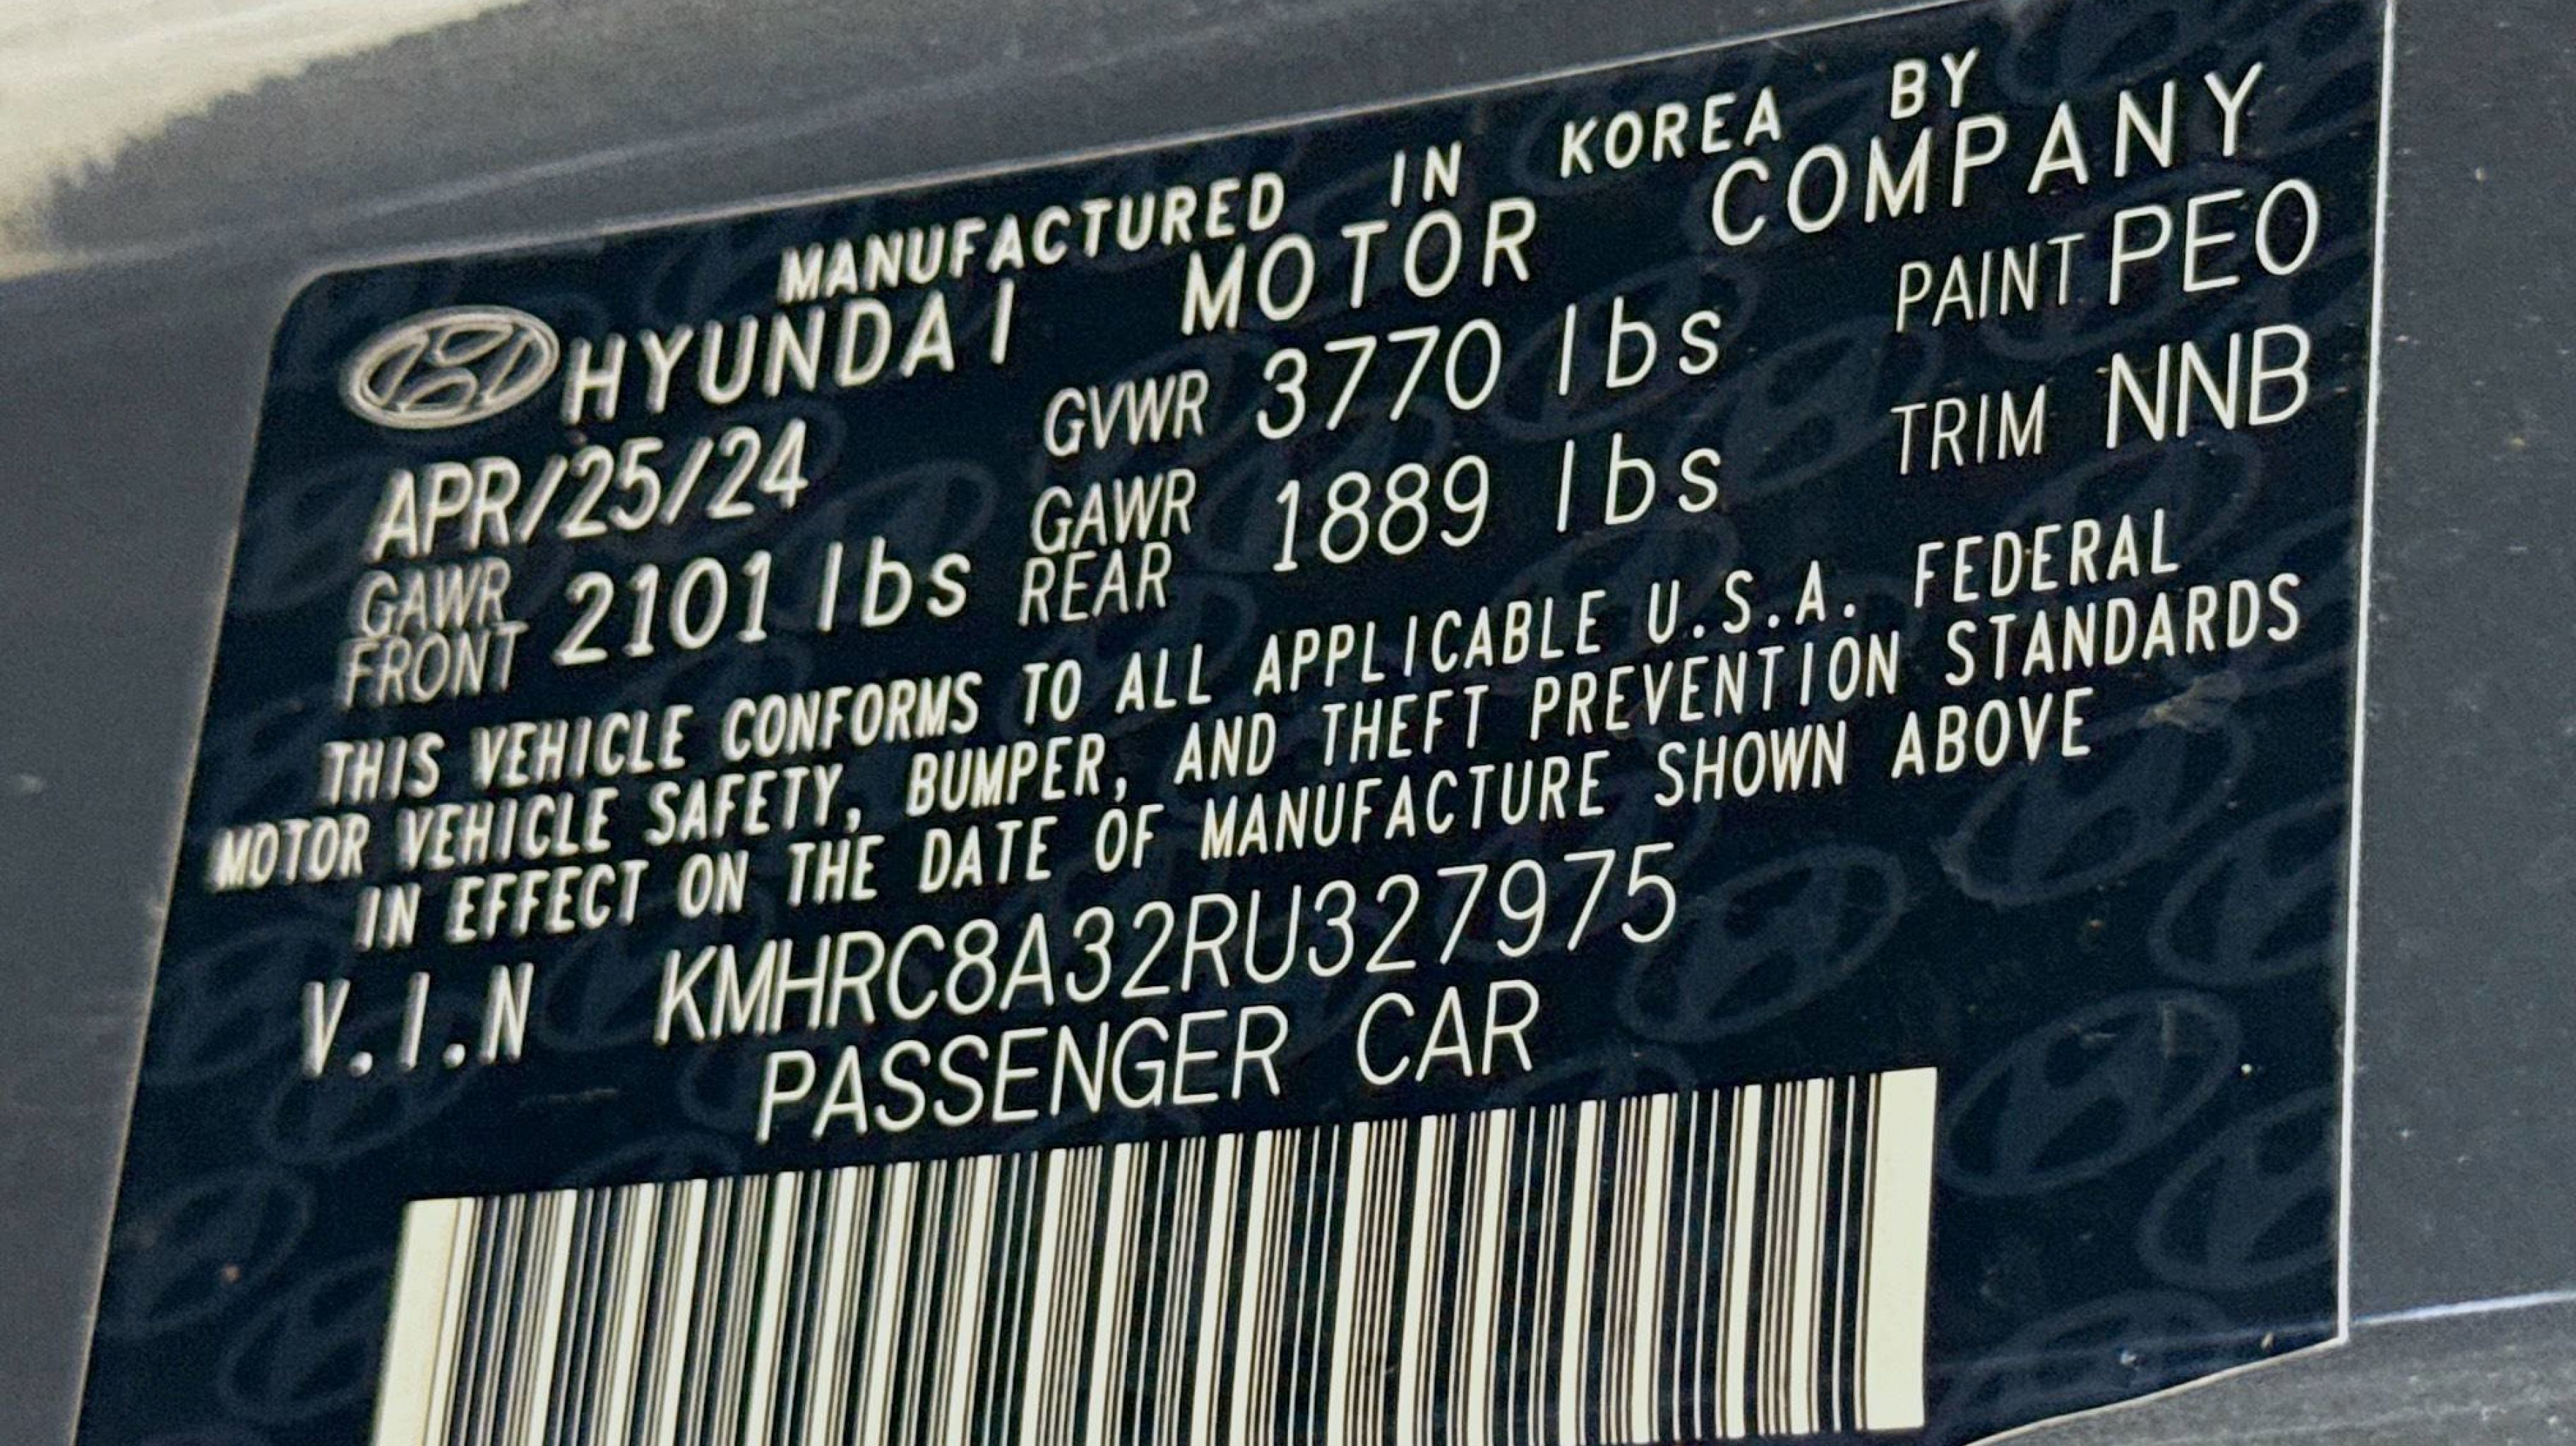 MANUFACTURED IN KOREA BY
HYUNDAI MOTOR COMPANY
APR/25/24 GVWR 3770 lbs PAINT PEO
GAWR FRONT 2101 lbs GAWR REAR 1889 lbs TRIM NNB
THIS VEHICLE CONFORMS TO ALL APPLICABLE U.S.A. FEDERAL
MOTOR VEHICLE SAFETY, BUMPER, AND THEFT PREVENTION STANDARDS
IN EFFECT ON THE DATE OF MANUFACTURE SHOWN ABOVE
V.I.N KMHRC8A32RU327975
PASSENGER CAR